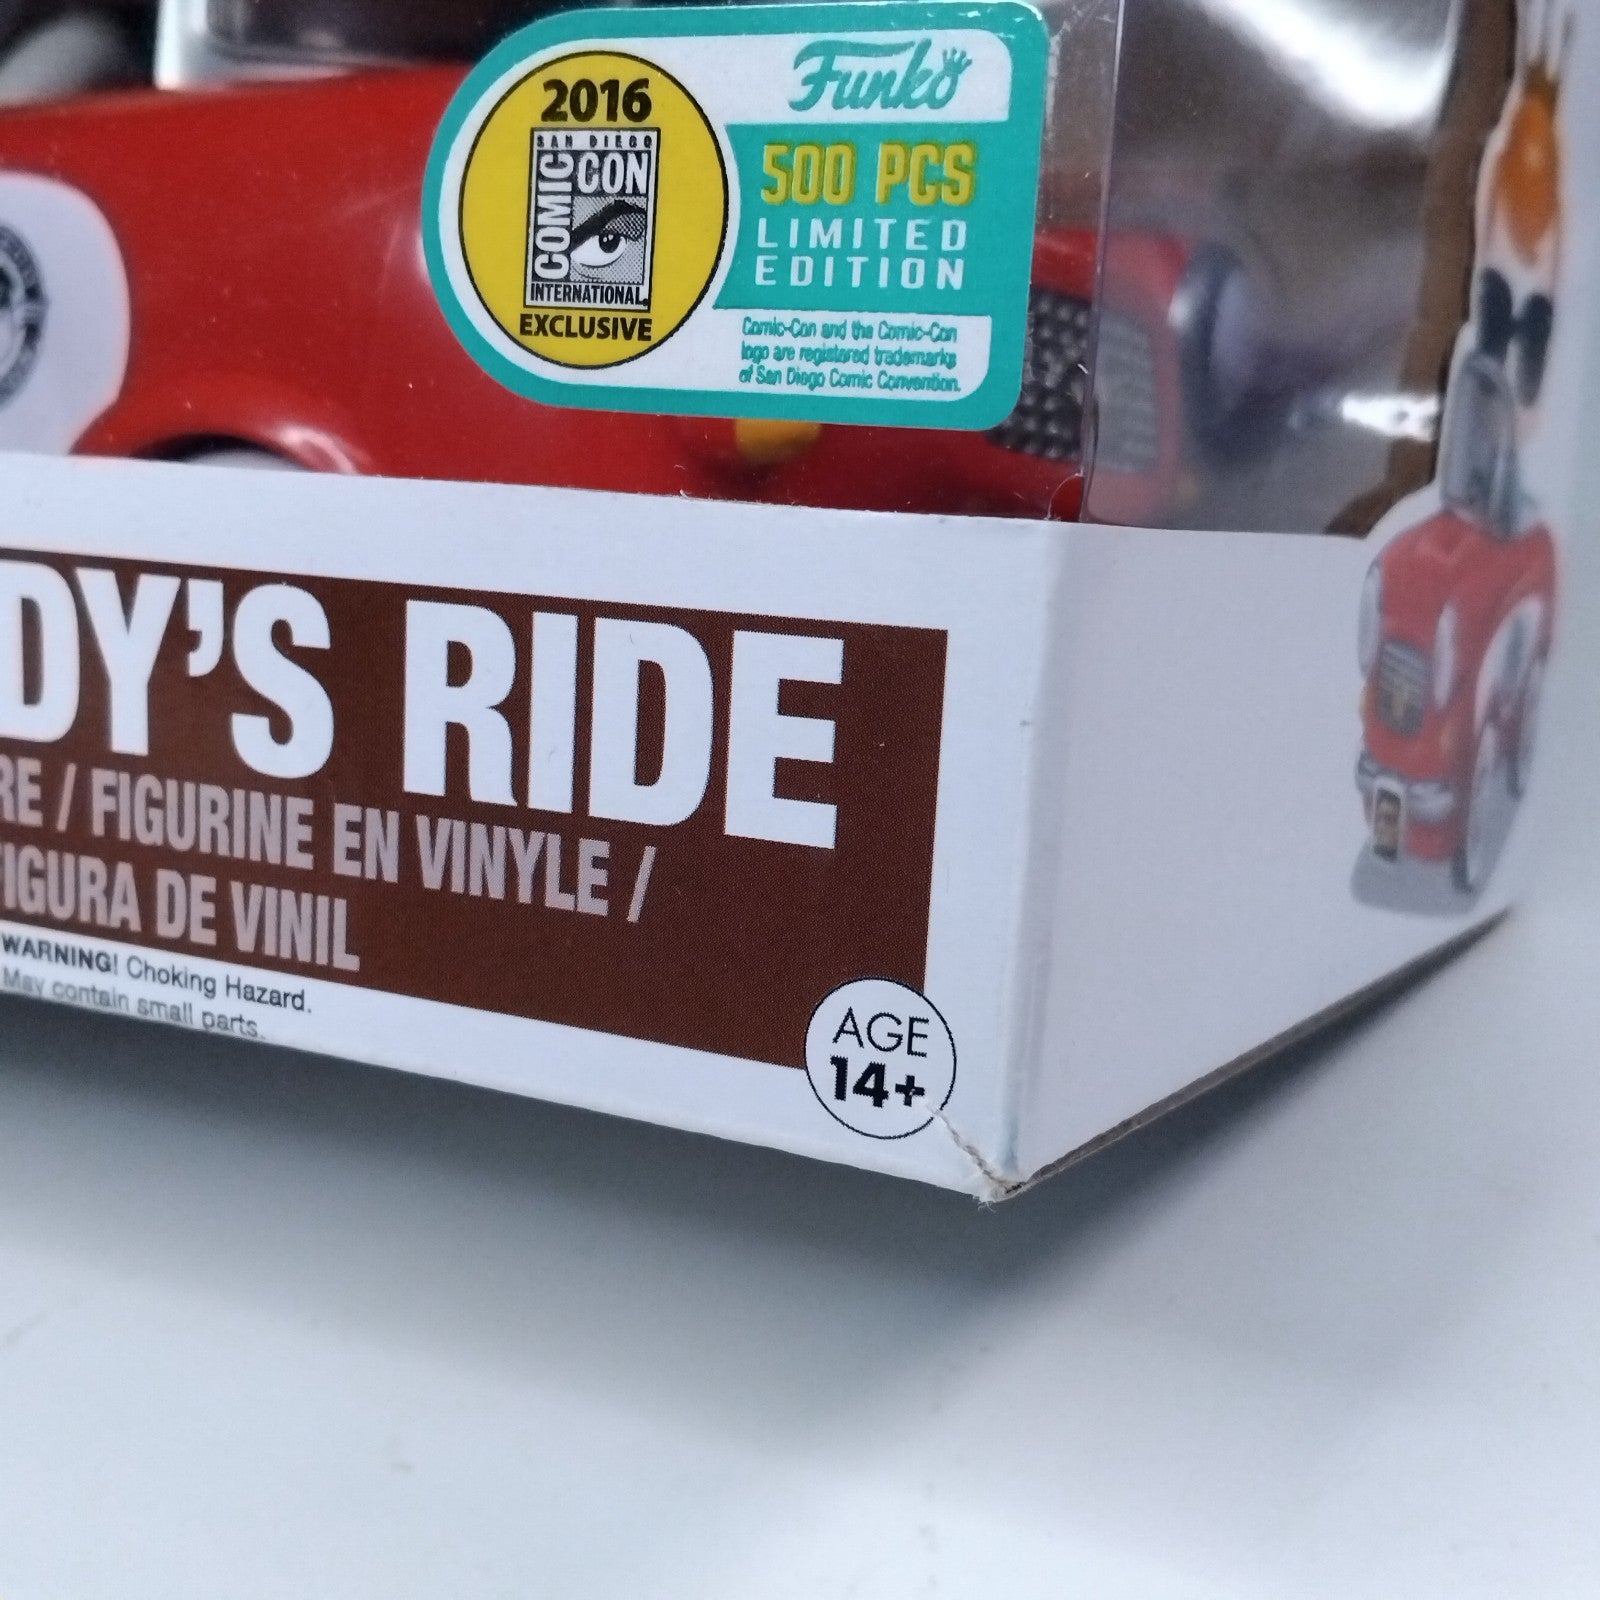 2016
SAN DIEGO
COMIC CON
INTERNATIONAL
EXCLUSIVE
Funko
500 PCS
LIMITED
EDITION
Comic-Con and the Comic-Con
logo are registered trademarks
of San Diego Comic Convention.
DY'S RIDE
RE / FIGURINE EN VINYLE /
FIGURA DE VINIL
WARNING! Choking Hazard.
May contain small parts.
AGE
14+